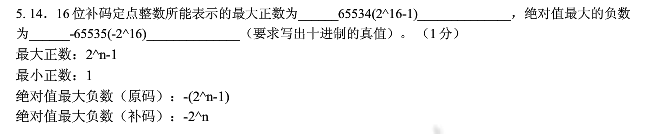 5. 14．16位补码定点整数所能表示的最大正数为______65534(2^16-1)______________，绝对值最大的负数
为______-65535(-2^16)______________（要求写出十进制的真值）。（1分）
最大正数：2^n-1
最小正数：1
绝对值最大负数（原码）：-(2^n-1)
绝对值最大负数（补码）：-2^n